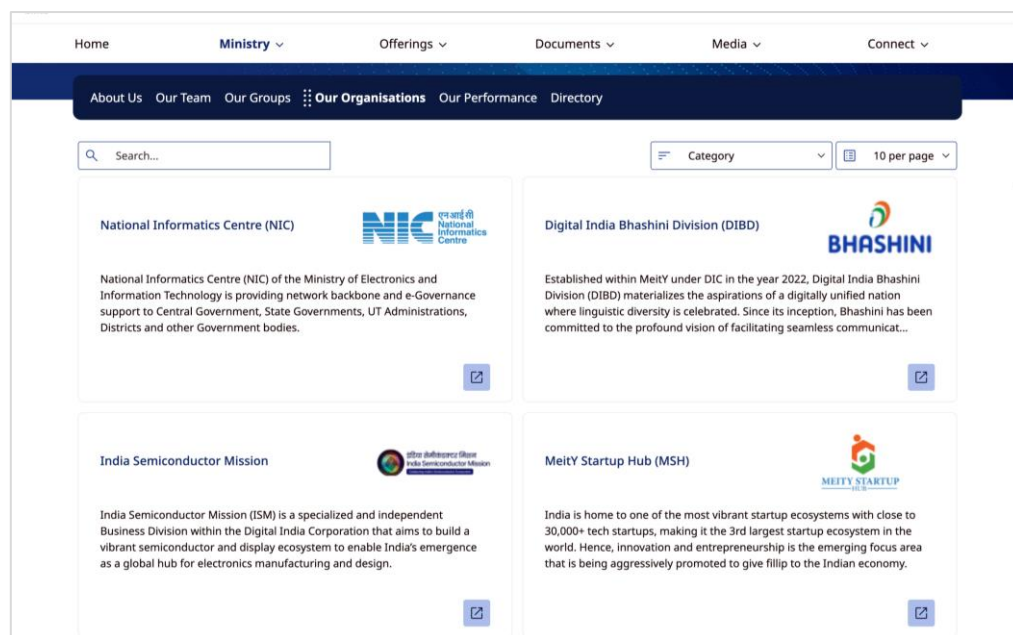 Home Ministry Offerings Documents Media Connect
About Us Our Team Our Groups Our Organisations Our Performance Directory
Search... Category 10 per page
National Informatics Centre (NIC)
NIC
एन आई सी
National
Informatics
Centre
National Informatics Centre (NIC) of the Ministry of Electronics and
Information Technology is providing network backbone and e-Governance
support to Central Government, State Governments, UT Administrations,
Districts and other Government bodies.
Digital India Bhashini Division (DIBD)
BHASHINI
Established within MeitY under DIC in the year 2022, Digital India Bhashini
Division (DIBD) materializes the aspirations of a digitally unified nation
where linguistic diversity is celebrated. Since its inception, Bhashini has been
committed to the profound vision of facilitating seamless communicat...
India Semiconductor Mission
इंडिया सेमीकंडक्टर मिशन
India Semiconductor Mission
India Semiconductor Mission (ISM) is a specialized and independent
Business Division within the Digital India Corporation that aims to build a
vibrant semiconductor and display ecosystem to enable India's emergence
as a global hub for electronics manufacturing and design.
MeitY Startup Hub (MSH)
MEITY STARTUP
HUB
India is home to one of the most vibrant startup ecosystems with close to
30,000+ tech startups, making it the 3rd largest startup ecosystem in the
world. Hence, innovation and entrepreneurship is the emerging focus area
that is being aggressively promoted to give fillip to the Indian economy.